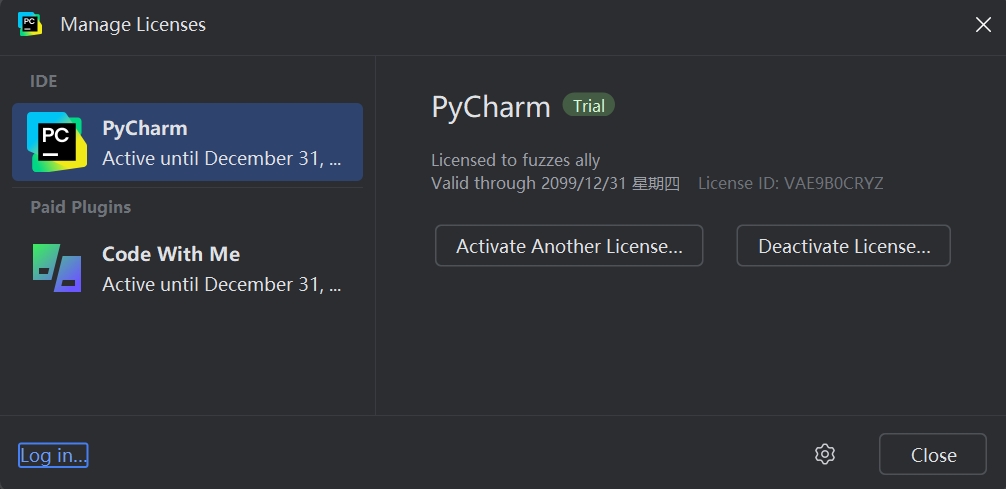 PC
Manage Licenses
IDE
PC
PyCharm
Active until December 31, ...
Paid Plugins
Code With Me
Active until December 31, ...
PyCharm Trial
Licensed to fuzzes ally
Valid through 2099/12/31 星期四 License ID: VAE9B0CRYZ
Activate Another License... Deactivate License...
Log in...
Close